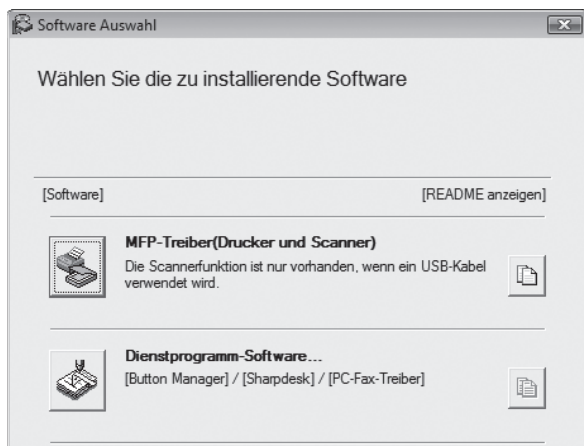 Software Auswahl
Wählen Sie die zu installierende Software
[Software] [README anzeigen]
MFP-Treiber(Drucker und Scanner)
Die Scannerfunktion ist nur vorhanden, wenn ein USB-Kabel
verwendet wird.
Dienstprogramm-Software...
[Button Manager] / [Sharpdesk] / [PC-Fax-Treiber]